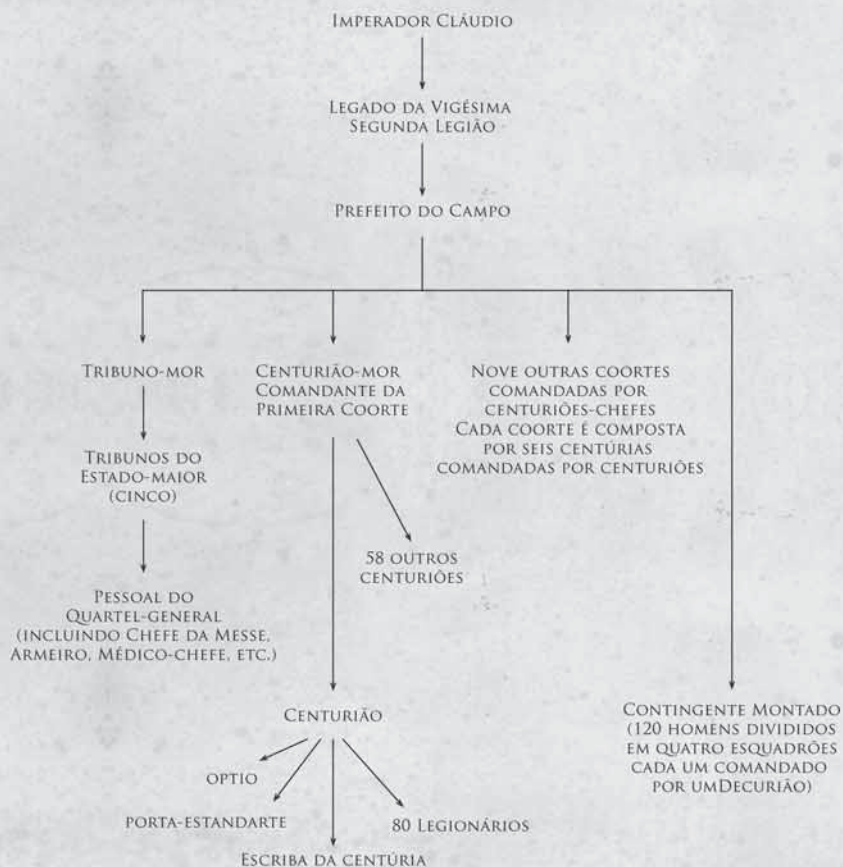 IMPERADOR CLÁUDIO
LEGADO DA VIGÉSIMA
SEGUNDA LEGIÃO
PREFEITO DO CAMPO
TRIBUNO-MOR
TRIBUNOS DO
ESTADO-MAIOR
(CINCO)
PESSOAL DO
QUARTEL-GENERAL
(INCLUINDO CHEFE DA MESSE,
ARMEIRO, MÉDICO-CHEFE, ETC.)
CENTURIÃO-MOR
COMANDANTE DA
PRIMEIRA COORTE
58 OUTROS
CENTURIÕES
CENTURIÃO
OPTIO
PORTA-ESTANDARTE
ESCRIBA DA CENTÚRIA
80 LEGIONÁRIOS
NOVE OUTRAS COORTES
COMANDADAS POR
CENTURIÕES-CHEFES
CADA COORTE É COMPOSTA
POR SEIS CENTÚRIAS
COMANDADAS POR CENTURIÕES
CONTINGENTE MONTADO
(120 HOMENS DIVIDIDOS
EM QUATRO ESQUADRÕES
CADA UM COMANDADO
POR UMDECURIÃO)